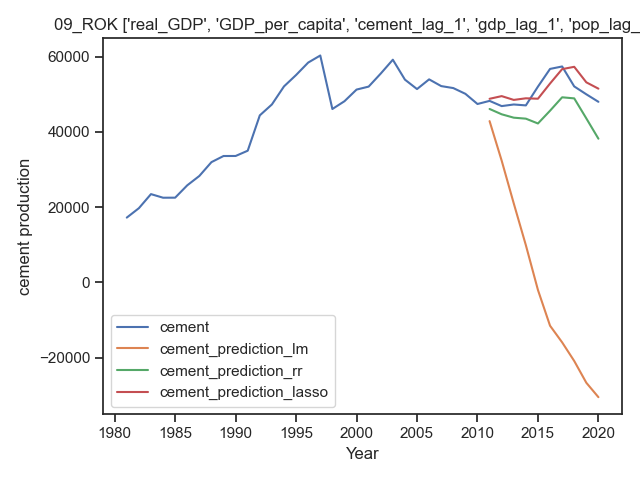 09_ROK ['real_GDP', 'GDP_per_capita', 'cement_lag_1', 'gdp_lag_1', 'pop_lag_
60000
40000
20000
0
−20000
cement production
cement
cement_prediction_lm
cement_prediction_rr
cement_prediction_lasso
1980 1985 1990 1995 2000 2005 2010 2015 2020
Year